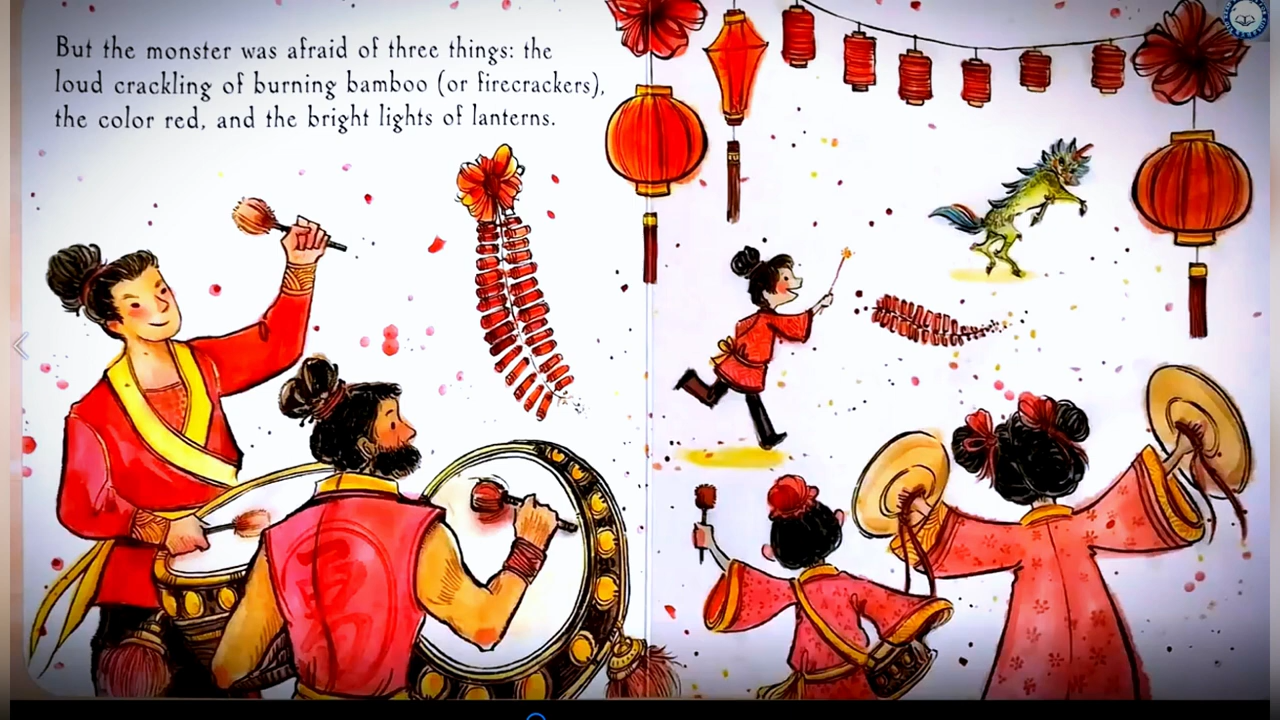 But the monster was afraid of three things: the
loud crackling of burning bamboo (or firecrackers),
the color red, and the bright lights of lanterns.